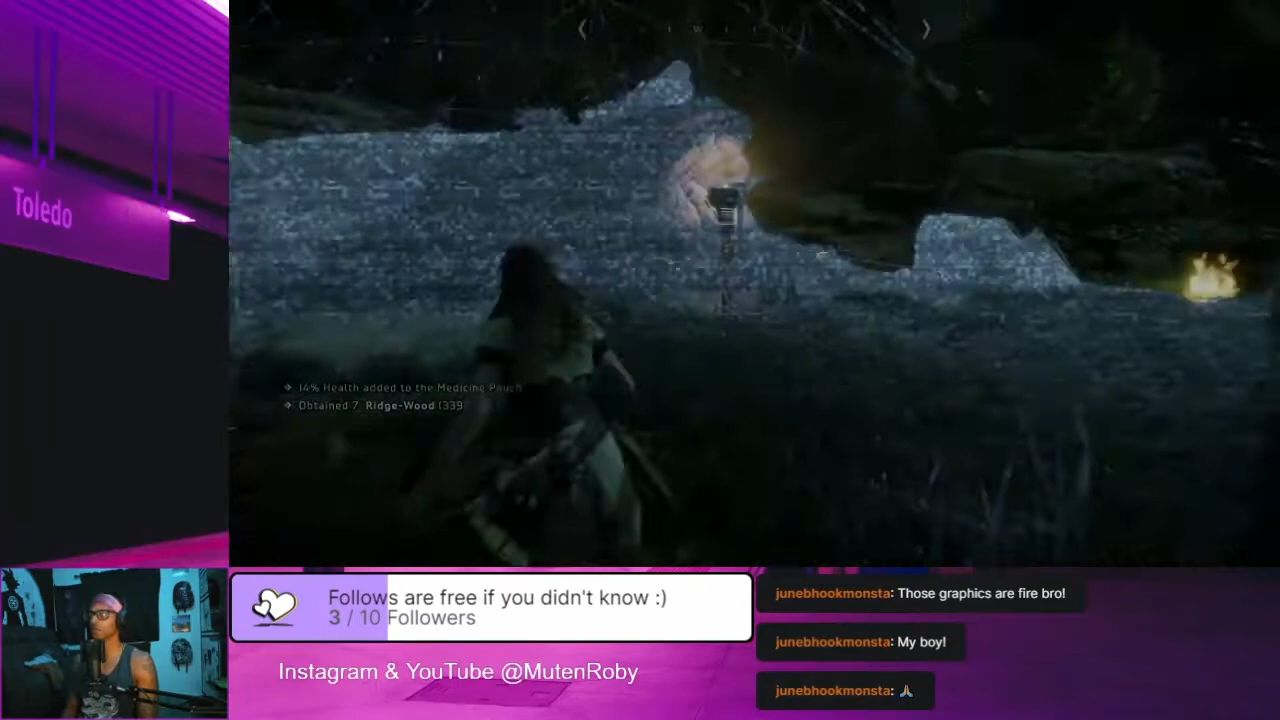 W
Toledo
14% Health added to the Medicine Pouch
Obtained 7 Ridge-Wood (339
Follows are free if you didn't know :)
3 / 10 Followers
Instagram & YouTube @MutenRoby
junebhookmonsta: Those graphics are fire bro!
junebhookmonsta: My boy!
junebhookmonsta: 🙏🏽